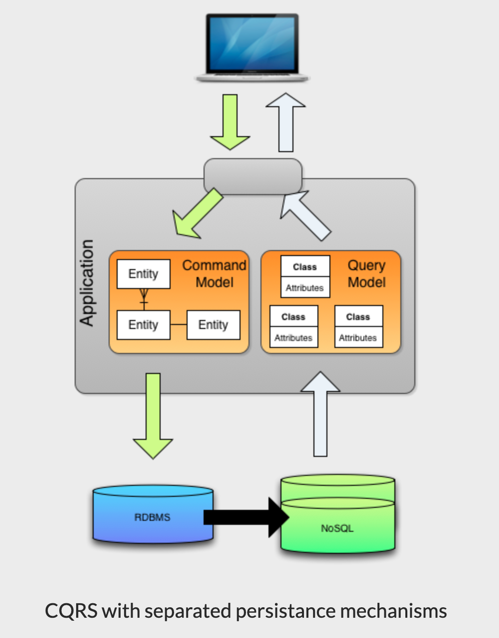 Application
Command
Model
Entity
Entity
Entity
Query
Model
Class
Attributes
Class
Attributes
Class
Attributes
RDBMS
NoSQL
CQRS with separated persistance mechanisms